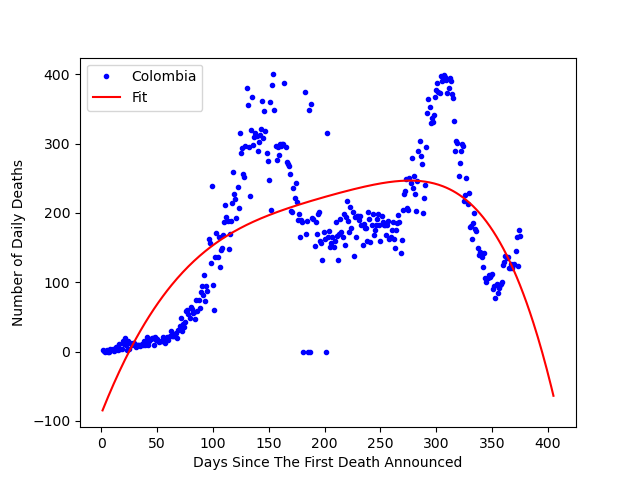 Colombia
Fit
Number of Daily Deaths
400
300
200
100
0
−100
0 50 100 150 200 250 300 350 400
Days Since The First Death Announced